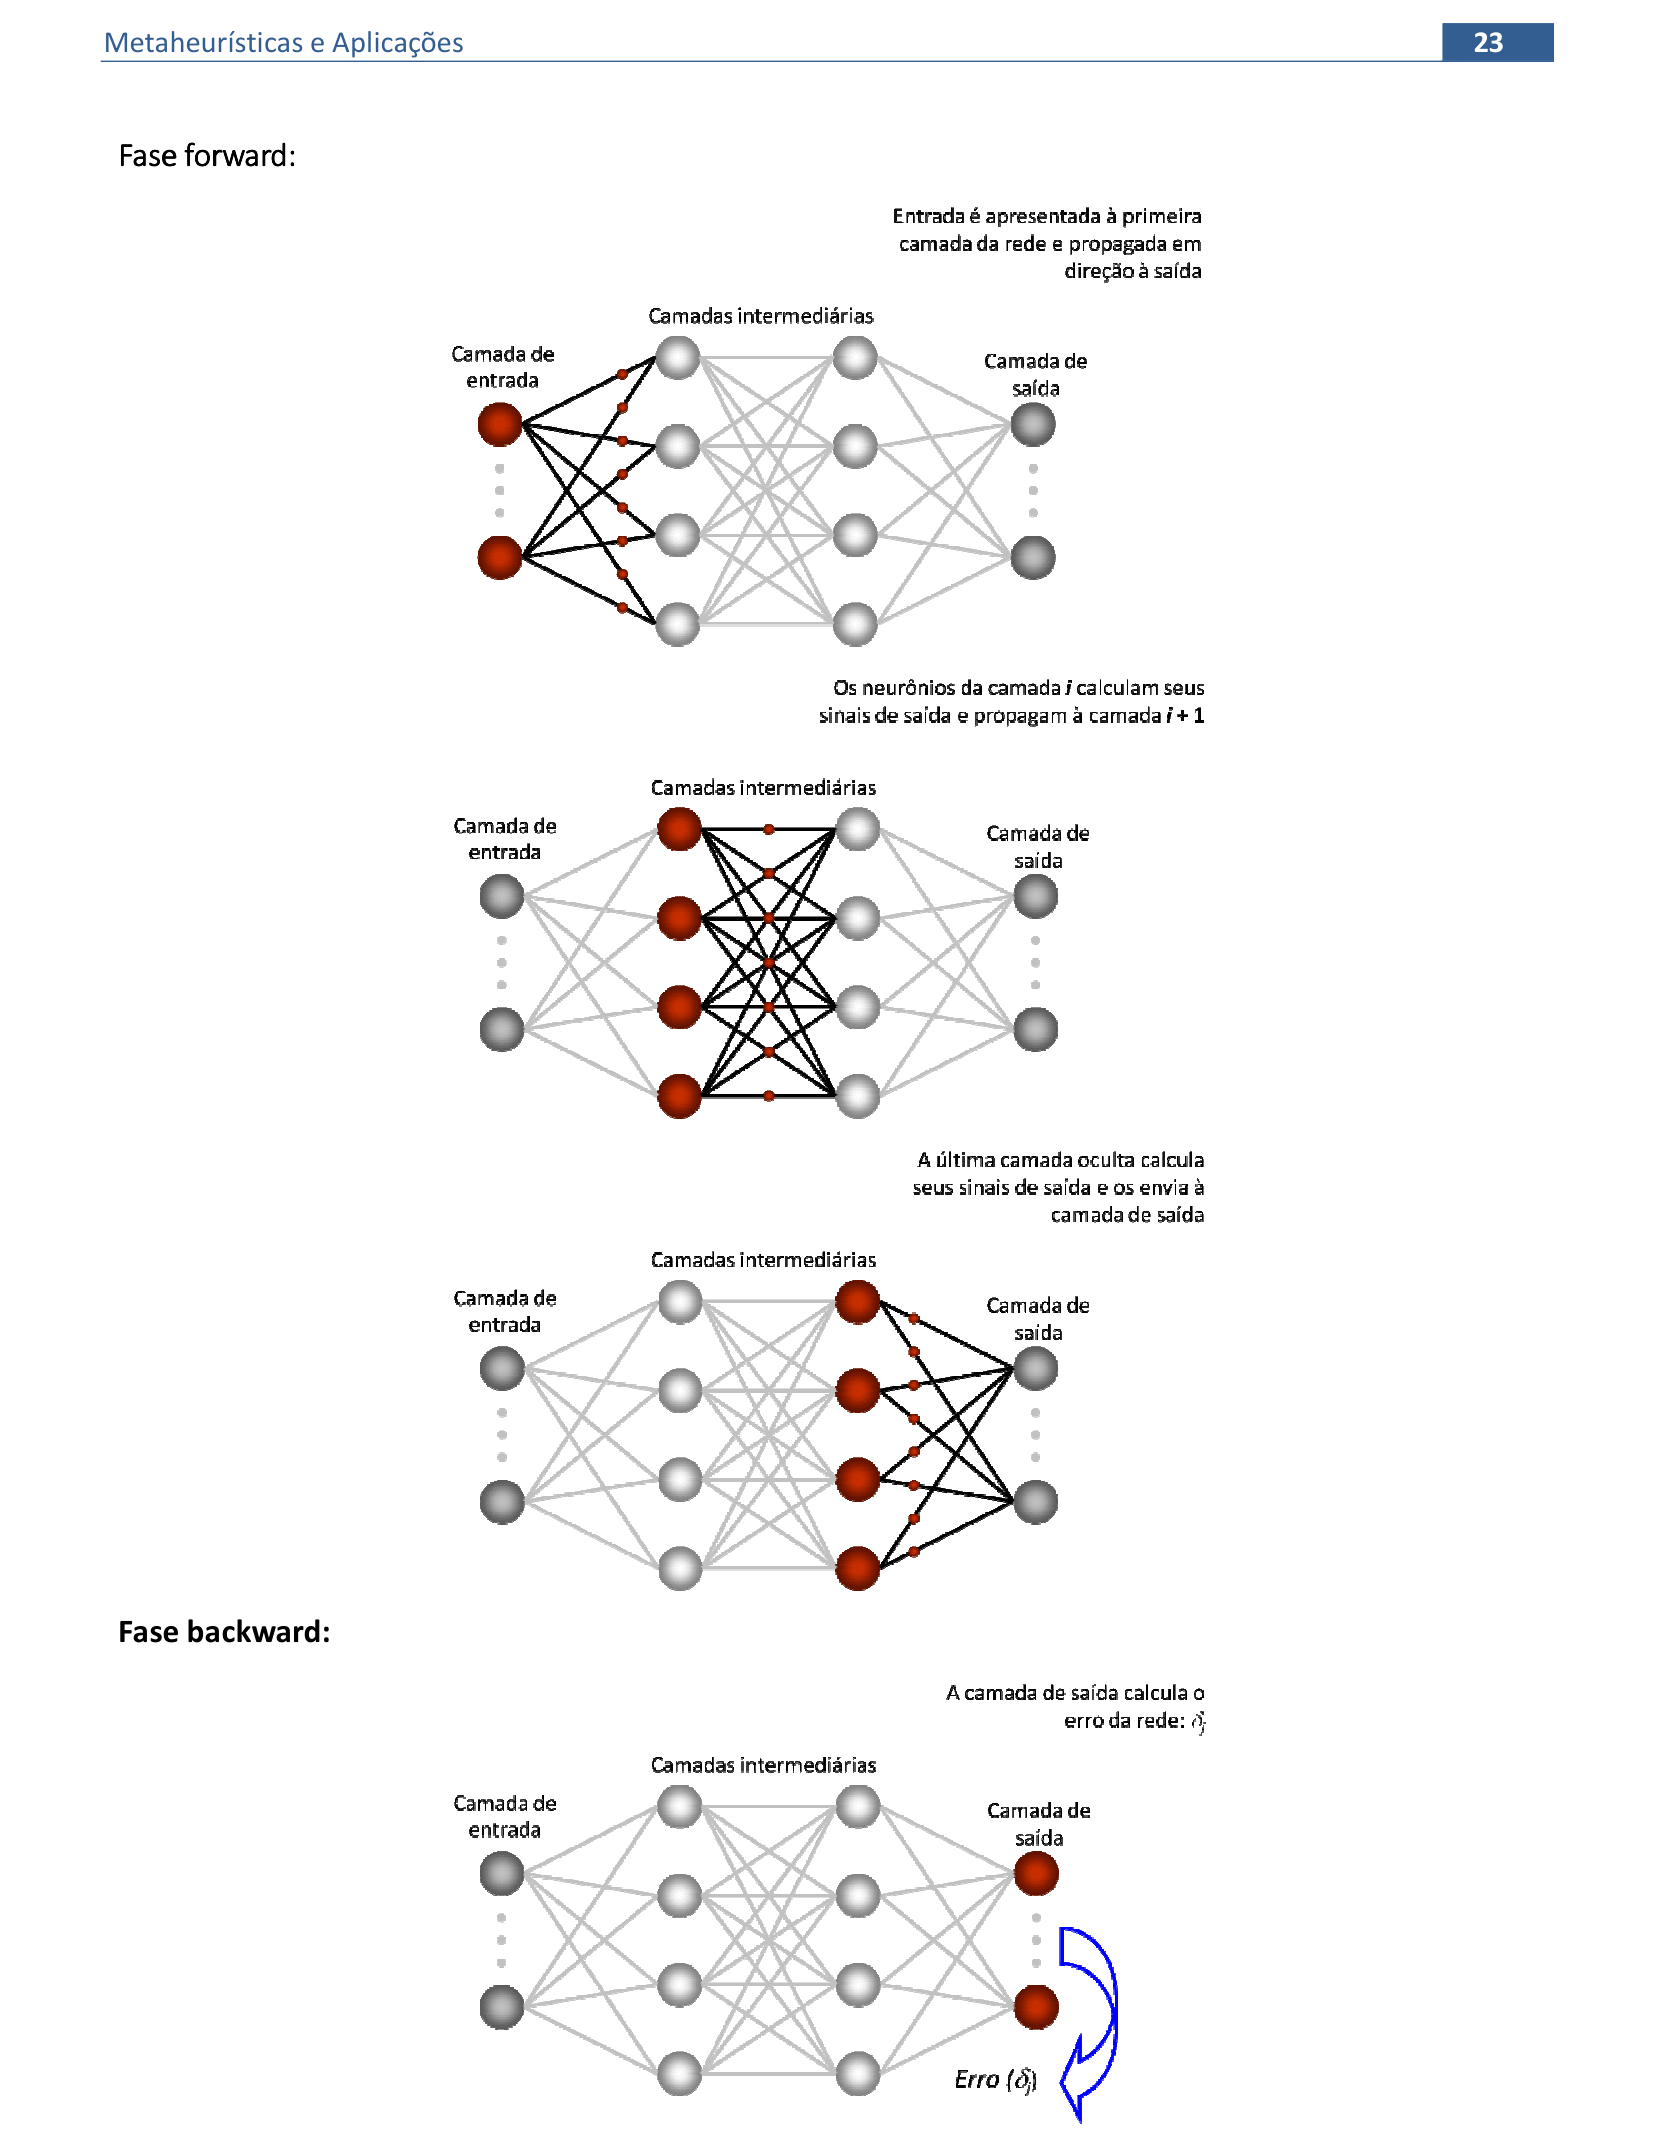 Metaheurísticas e Aplicações
23
Fase forward:
Entrada é apresentada à primeira
camada da rede e propagada em
direção à saída
Camadas intermediárias
Camada de
entrada
Camada de
saída
Os neurônios da camada i calculam seus
sinais de saída e propagam à camada i + 1
Camadas intermediárias
Camada de
entrada
Camada de
saída
A última camada oculta calcula
seus sinais de saída e os envia à
camada de saída
Camadas intermediárias
Camada de
entrada
Camada de
saída
Fase backward:
A camada de saída calcula o
erro da rede: δj
Camadas intermediárias
Camada de
entrada
Camada de
saída
Erro (δj)